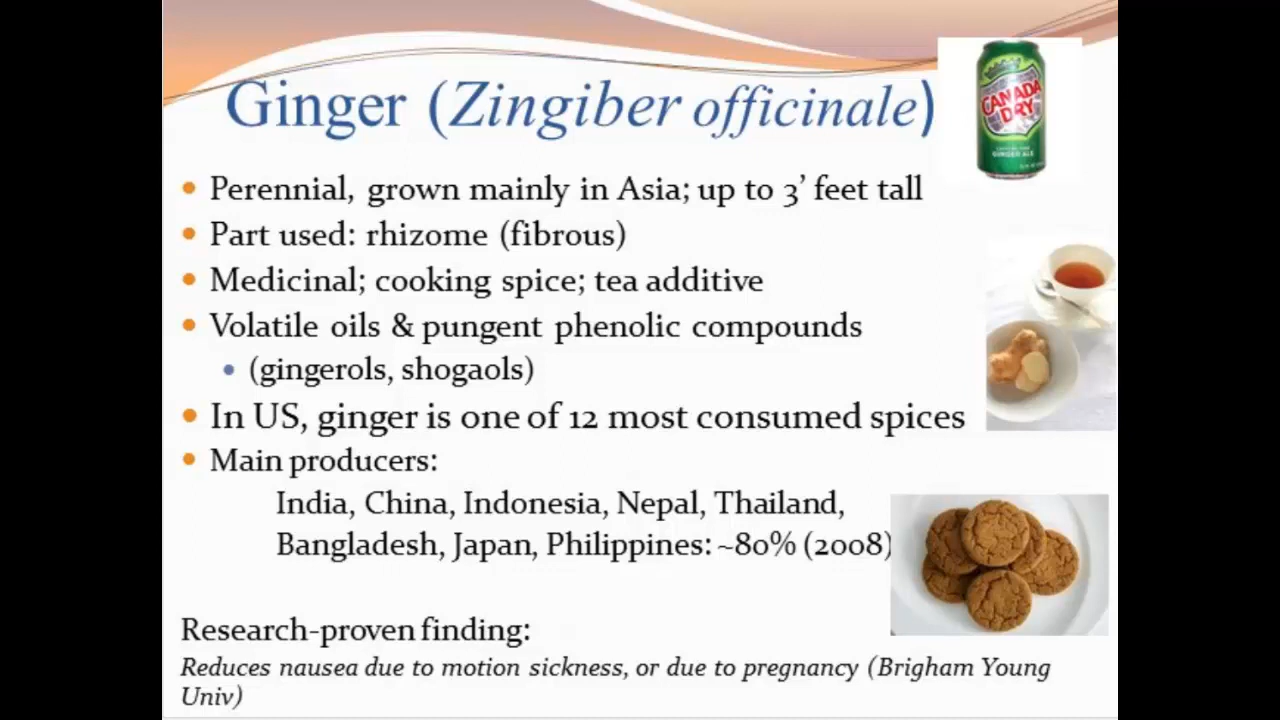 Ginger (Zingiber officinale)
CANADA
DRY
GINGER ALE
Perennial, grown mainly in Asia; up to 3’ feet tall
Part used: rhizome (fibrous)
Medicinal; cooking spice; tea additive
Volatile oils & pungent phenolic compounds
(gingerols, shogaols)
In US, ginger is one of 12 most consumed spices
Main producers:
India, China, Indonesia, Nepal, Thailand,
Bangladesh, Japan, Philippines: ~80% (2008)
Research-proven finding:
Reduces nausea due to motion sickness, or due to pregnancy (Brigham Young
Univ)